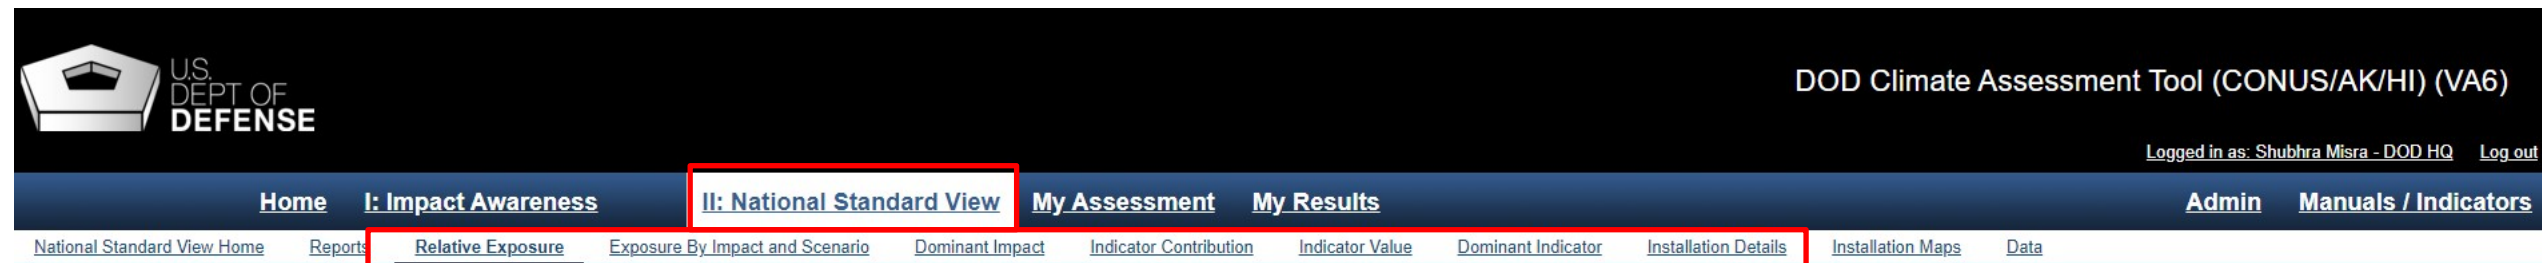 U.S.
DEPT OF
DEFENSE
DOD Climate Assessment Tool (CONUS/AK/HI) (VA6)
Logged in as: Shubhra Misra - DOD HQ Log out
Home I: Impact Awareness II: National Standard View My Assessment My Results Admin Manuals / Indicators
National Standard View Home Reports Relative Exposure Exposure By Impact and Scenario Dominant Impact Indicator Contribution Indicator Value Dominant Indicator Installation Details Installation Maps Data